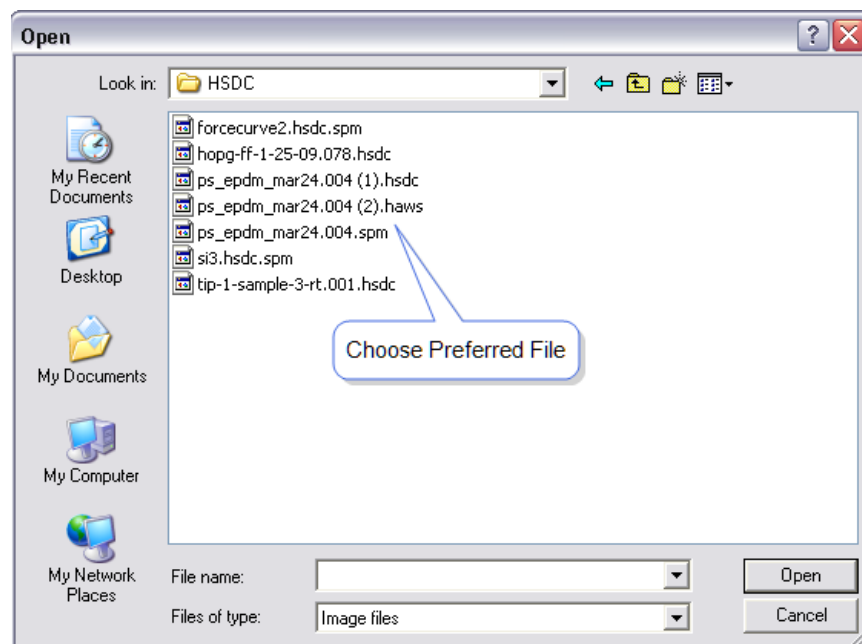 Open
Look in:
HSDC
My Recent
Documents
Desktop
My Documents
My Computer
My Network
Places
forcecurve2.hsdc.spm
hopg-ff-1-25-09.078.hsdc
ps_epdm_mar24.004 (1).hsdc
ps_epdm_mar24.004 (2).haws
ps_epdm_mar24.004.spm
si3.hsdc.spm
tip-1-sample-3-rt.001.hsdc
Choose Preferred File
File name:
Open
Files of type:
Image files
Cancel